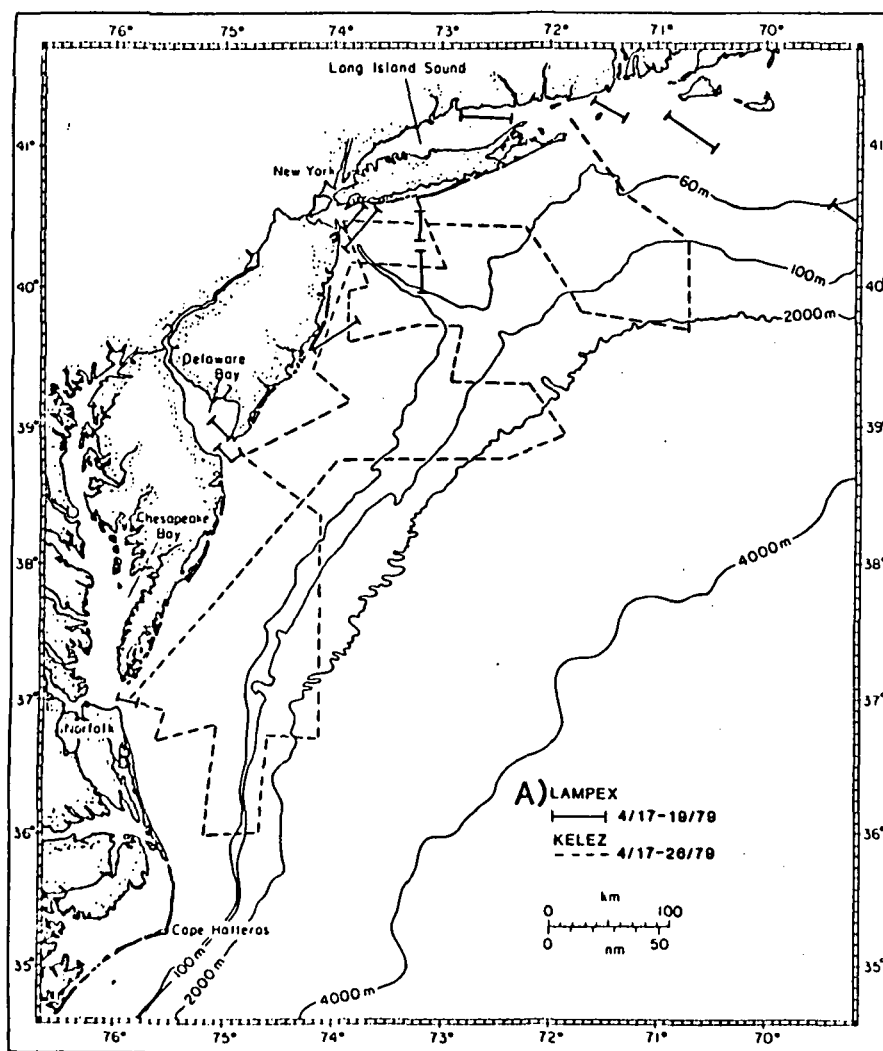 76° 75° 74° 73° 72° 71° 70°
Long Island Sound
41° 41°
New York
60m
40° 100m 40°
2000m
Delaware
Bay
39° 39°
Chesapeake
Bay
38° 4000m 38°
37° 37°
Norfolk
A) LAMPEX
4/17-19/79
36° KELEZ 36°
4/17-26/79
km
0 100
0 50
nm
Cape Hatteras
35° 100m 2000m 4000m 35°
76° 75° 74° 73° 72° 71° 70°